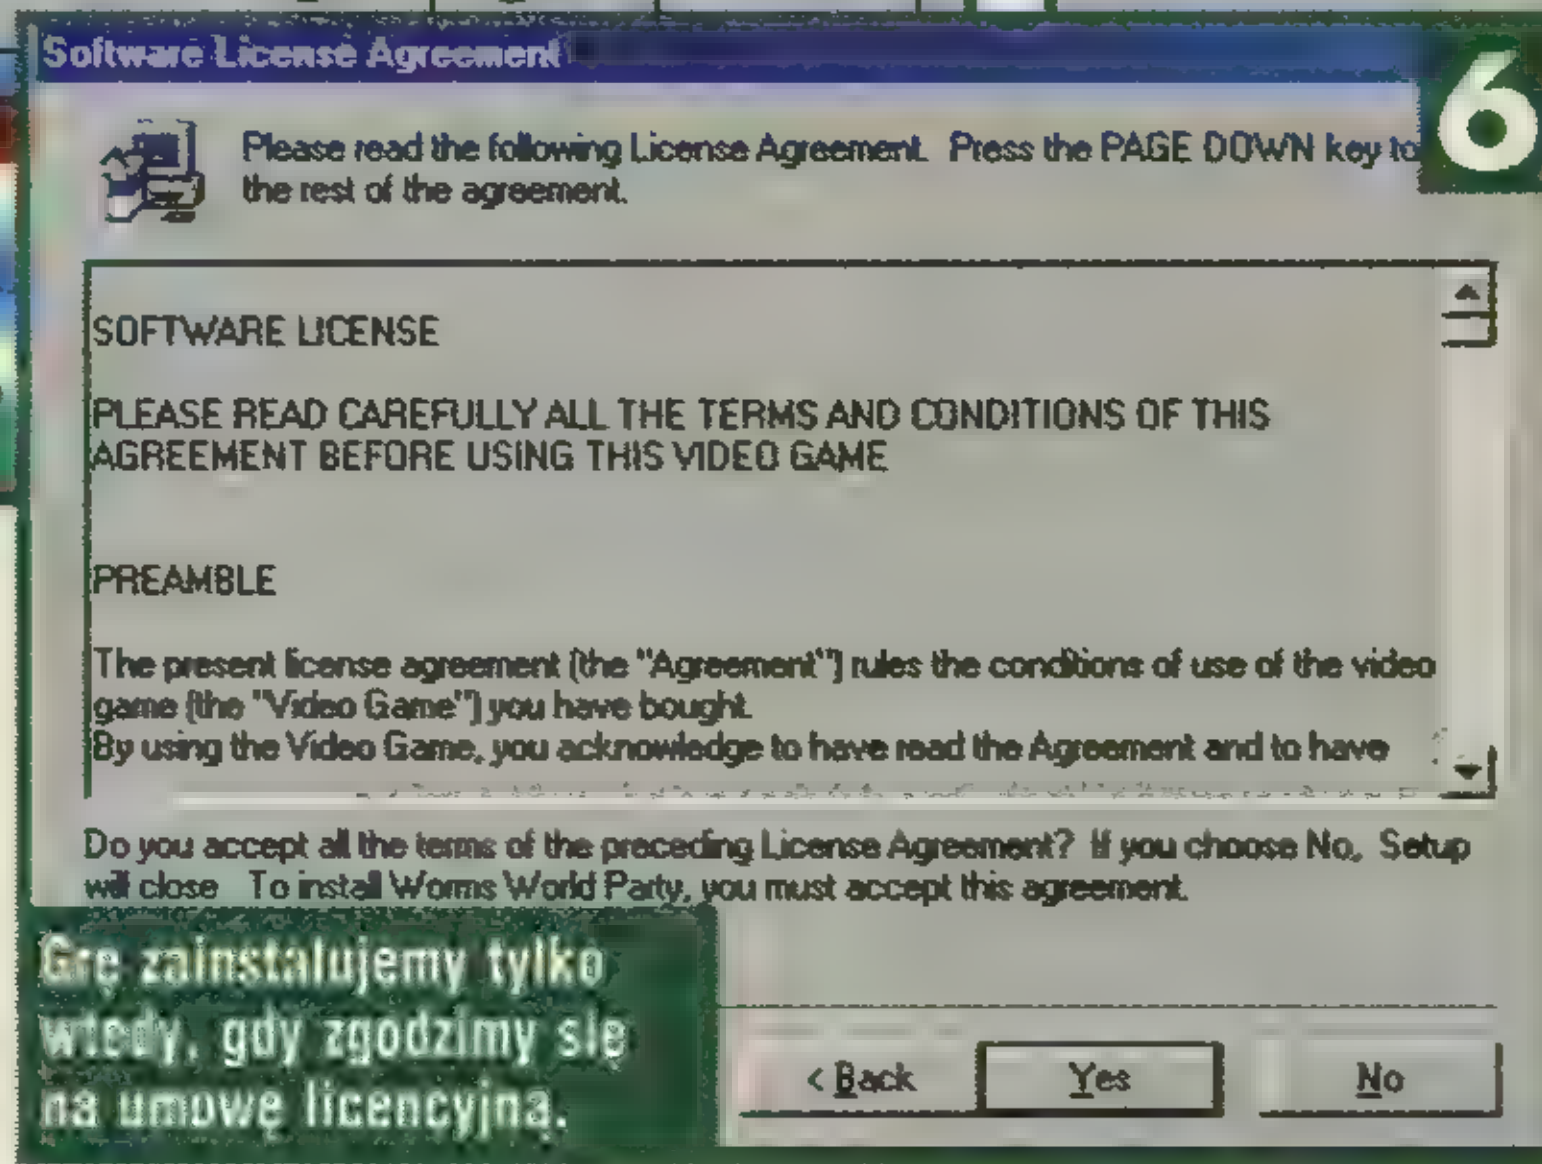 Software License Agreement
6
Please read the following License Agreement. Press the PAGE DOWN key to
the rest of the agreement.
SOFTWARE LICENSE
PLEASE READ CAREFULLY ALL THE TERMS AND CONDITIONS OF THIS
AGREEMENT BEFORE USING THIS VIDEO GAME
PREAMBLE
The present license agreement (the "Agreement") rules the conditions of use of the video
game (the "Video Game") you have bought.
By using the Video Game, you acknowledge to have read the Agreement and to have
Do you accept all the terms of the preceding License Agreement? If you choose No, Setup
will close. To install Worms World Party, you must accept this agreement.
Grę zainstalujemy tylko
wtedy, gdy zgodzimy się
na umowę licencyjną.
< Back
Yes
No